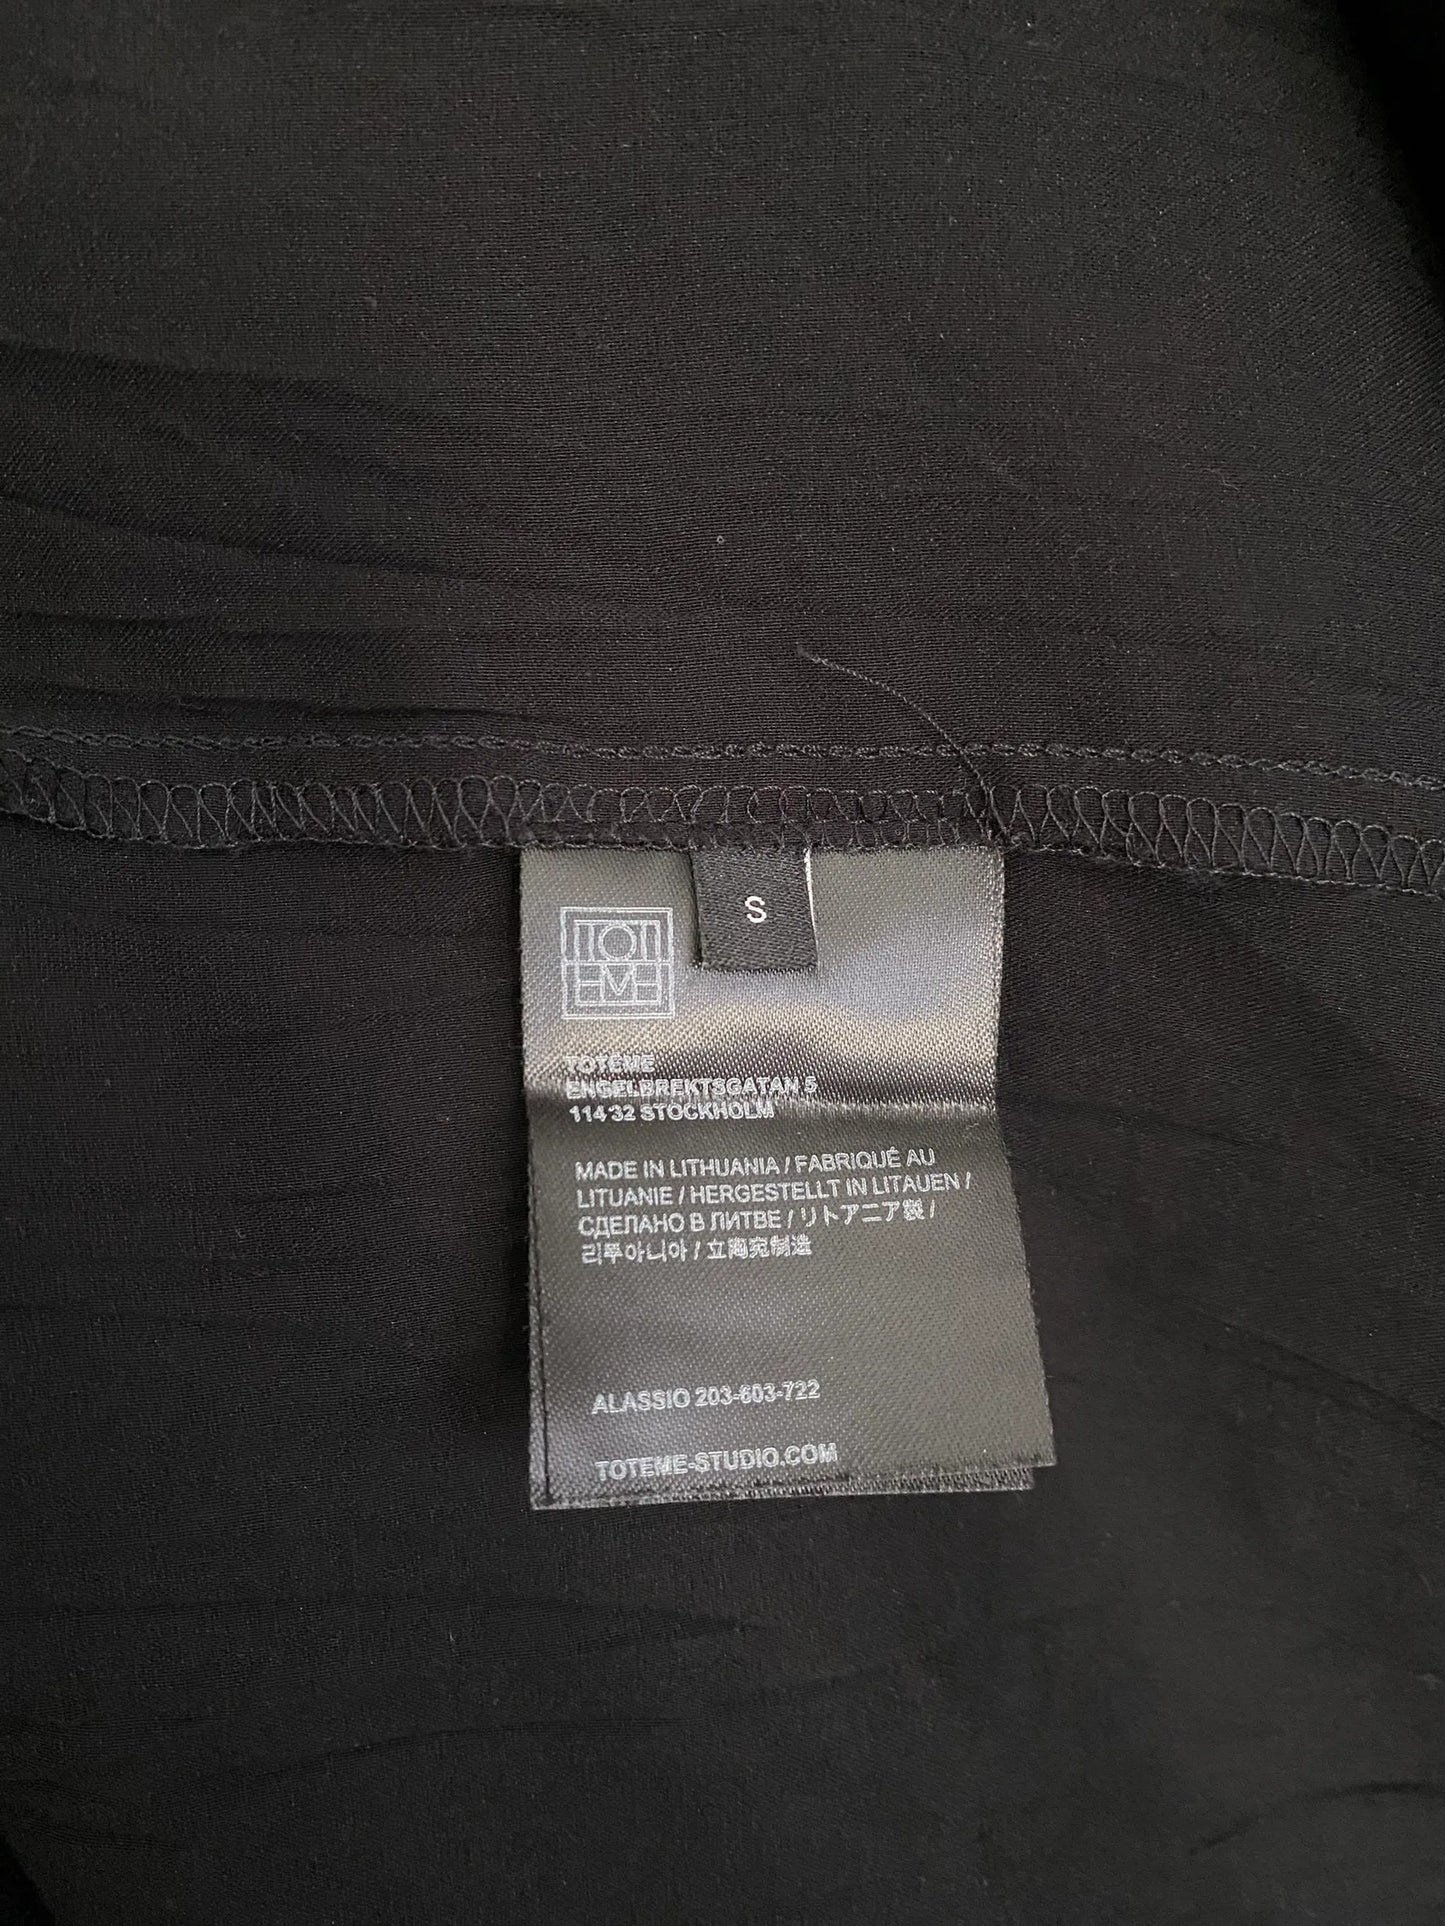 S
TOTEME
TOTÊME
ENGELBREKTSGATAN 5
114 32 STOCKHOLM
MADE IN LITHUANIA / FABRIQUÉ AU
LITUANIE / HERGESTELLT IN LITAUEN /
СДЕЛАНО В ЛИТВЕ / リトアニア製 /
리투아니아 / 立陶宛制造
ALASSIO 203-603-722
TOTEME-STUDIO.COM